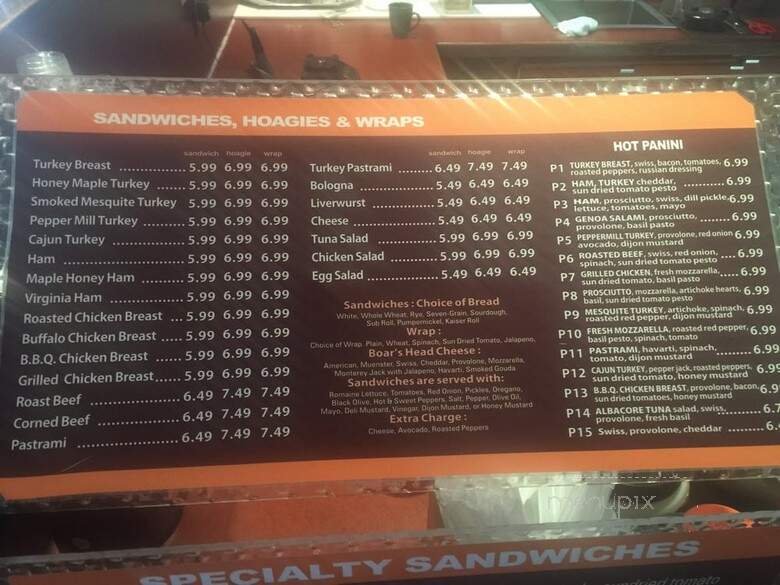 SANDWICHES, HOAGIES & WRAPS
sandwich hoagie wrap
Turkey Breast ............... 5.99 6.99 6.99
Honey Maple Turkey ....... 5.99 6.99 6.99
Smoked Mesquite Turkey 5.99 6.99 6.99
Pepper Mill Turkey ......... 5.99 6.99 6.99
Cajun Turkey ................. 5.99 6.99 6.99
Ham .............................. 5.99 6.99 6.99
Maple Honey Ham .......... 5.99 6.99 6.99
Virginia Ham .................. 5.99 6.99 6.99
Roasted Chicken Breast ... 5.99 6.99 6.99
Buffalo Chicken Breast ..... 5.99 6.99 6.99
B.B.Q. Chicken Breast ...... 5.99 6.99 6.99
Grilled Chicken Breast...... 5.99 6.99 6.99
Roast Beef ..................... 6.49 7.49 7.49
Corned Beef ................... 6.49 7.49 7.49
Pastrami ........................ 6.49 7.49 7.49
sandwich hoagie wrap
Turkey Pastrami .......... 6.49 7.49 7.49
Bologna ...................... 5.49 6.49 6.49
Liverwurst .................. 5.49 6.49 6.49
Cheese ....................... 5.49 6.49 6.49
Tuna Salad ................. 5.99 6.99 6.99
Chicken Salad ............. 5.99 6.99 6.99
Egg Salad ................... 5.49 6.49 6.49
Sandwiches : Choice of Bread
White, Whole Wheat, Rye, Seven-Grain, Sourdough,
Sub Roll, Pumpernickel, Kaiser Roll
Wrap :
Choice of Wrap. Plain, Wheat, Spinach, Sun Dried Tomato, Jalapeno,
Boar's Head Cheese :
American, Muenster, Swiss, Cheddar, Provolone, Mozzarella,
Monterey Jack with Jalapeno, Havarti, Smoked Gouda
Sandwiches are served with:
Romaine Lettuce, Tomatoes, Red Onion, Pickles, Oregano,
Black Olive, Hot & Sweet Peppers, Salt, Pepper, Olive Oil,
Mayo, Deli Mustard, Vinegar, Dijon Mustard, or Honey Mustard
Extra Charge :
Cheese, Avocado, Roasted Peppers
HOT PANINI
P1 TURKEY BREAST, swiss, bacon, tomatoes, 6.99
roasted peppers, russian dressing
P2 HAM, TURKEY cheddar, ........... 6.99
sun dried tomato pesto
P3 HAM, prosciutto, swiss, dill pickle, 6.99
lettuce, tomatoes, mayo
P4 GENOA SALAMI, prosciutto, ........ 6.99
provolone, basil pasto
P5 PEPPERMILL TURKEY, provolone, red onion 6.99
avocado, dijon mustard
P6 ROASTED BEEF, swiss, red onion, .... 6.99
spinach, sun dried tomato pesto
P7 GRILLED CHICKEN, fresh mozzarella, .... 6.99
sun dried tomato, basil pasto
P8 PROSCIUTTO, mozzarella, artichoke hearts, 6.99
basil, sun dried tomato pesto
P9 MESQUITE TURKEY, artichoke, spinach, 6.99
roasted red pepper, dijon mustard
P10 FRESH MOZZARELLA, roasted red pepper, 6.99
basil pesto, spinach, tomato
P11 PASTRAMI, havarti, spinach, ...... 6.99
tomato, dijon mustard
P12 CAJUN TURKEY, pepper jack, roasted peppers, 6.99
sun dried tomato, honey mustard
P13 B.B.Q. CHICKEN BREAST, provolone, bacon, 6.99
sun dried tomatoes, honey mustard
P14 ALBACORE TUNA salad, swiss, ........ 6.
provolone, fresh basil
P15 Swiss, provolone, cheddar ......... 6.
menupix
SPECIALTY SANDWICHES
sundried tomato